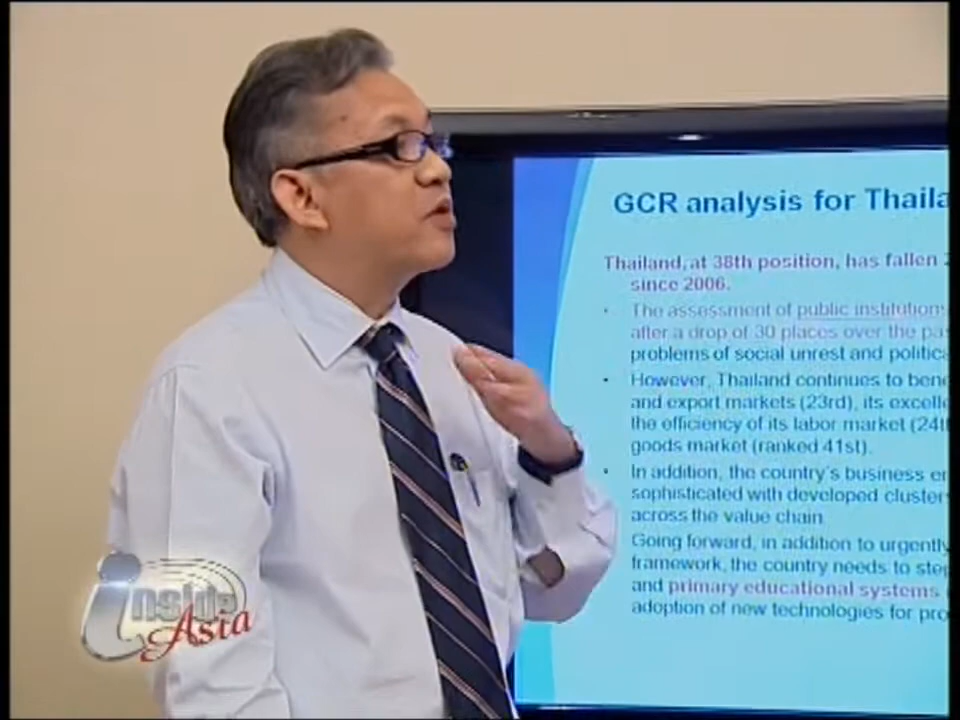 GCR analysis for Thaila
Thailand, at 38th position, has fallen
since 2006.
• The assessment of public institutions
after a drop of 30 places over the pa
problems of social unrest and politic
• However, Thailand continues to bene
and export markets (23rd), its excelle
the efficiency of its labor market (24t
goods market (ranked 41st).
• In addition, the country's business e
sophisticated with developed cluster
across the value chain.
Going forward, in addition to urgently
framework, the country needs to step
and primary educational systems
adoption of new technologies for pro
inside
Asia